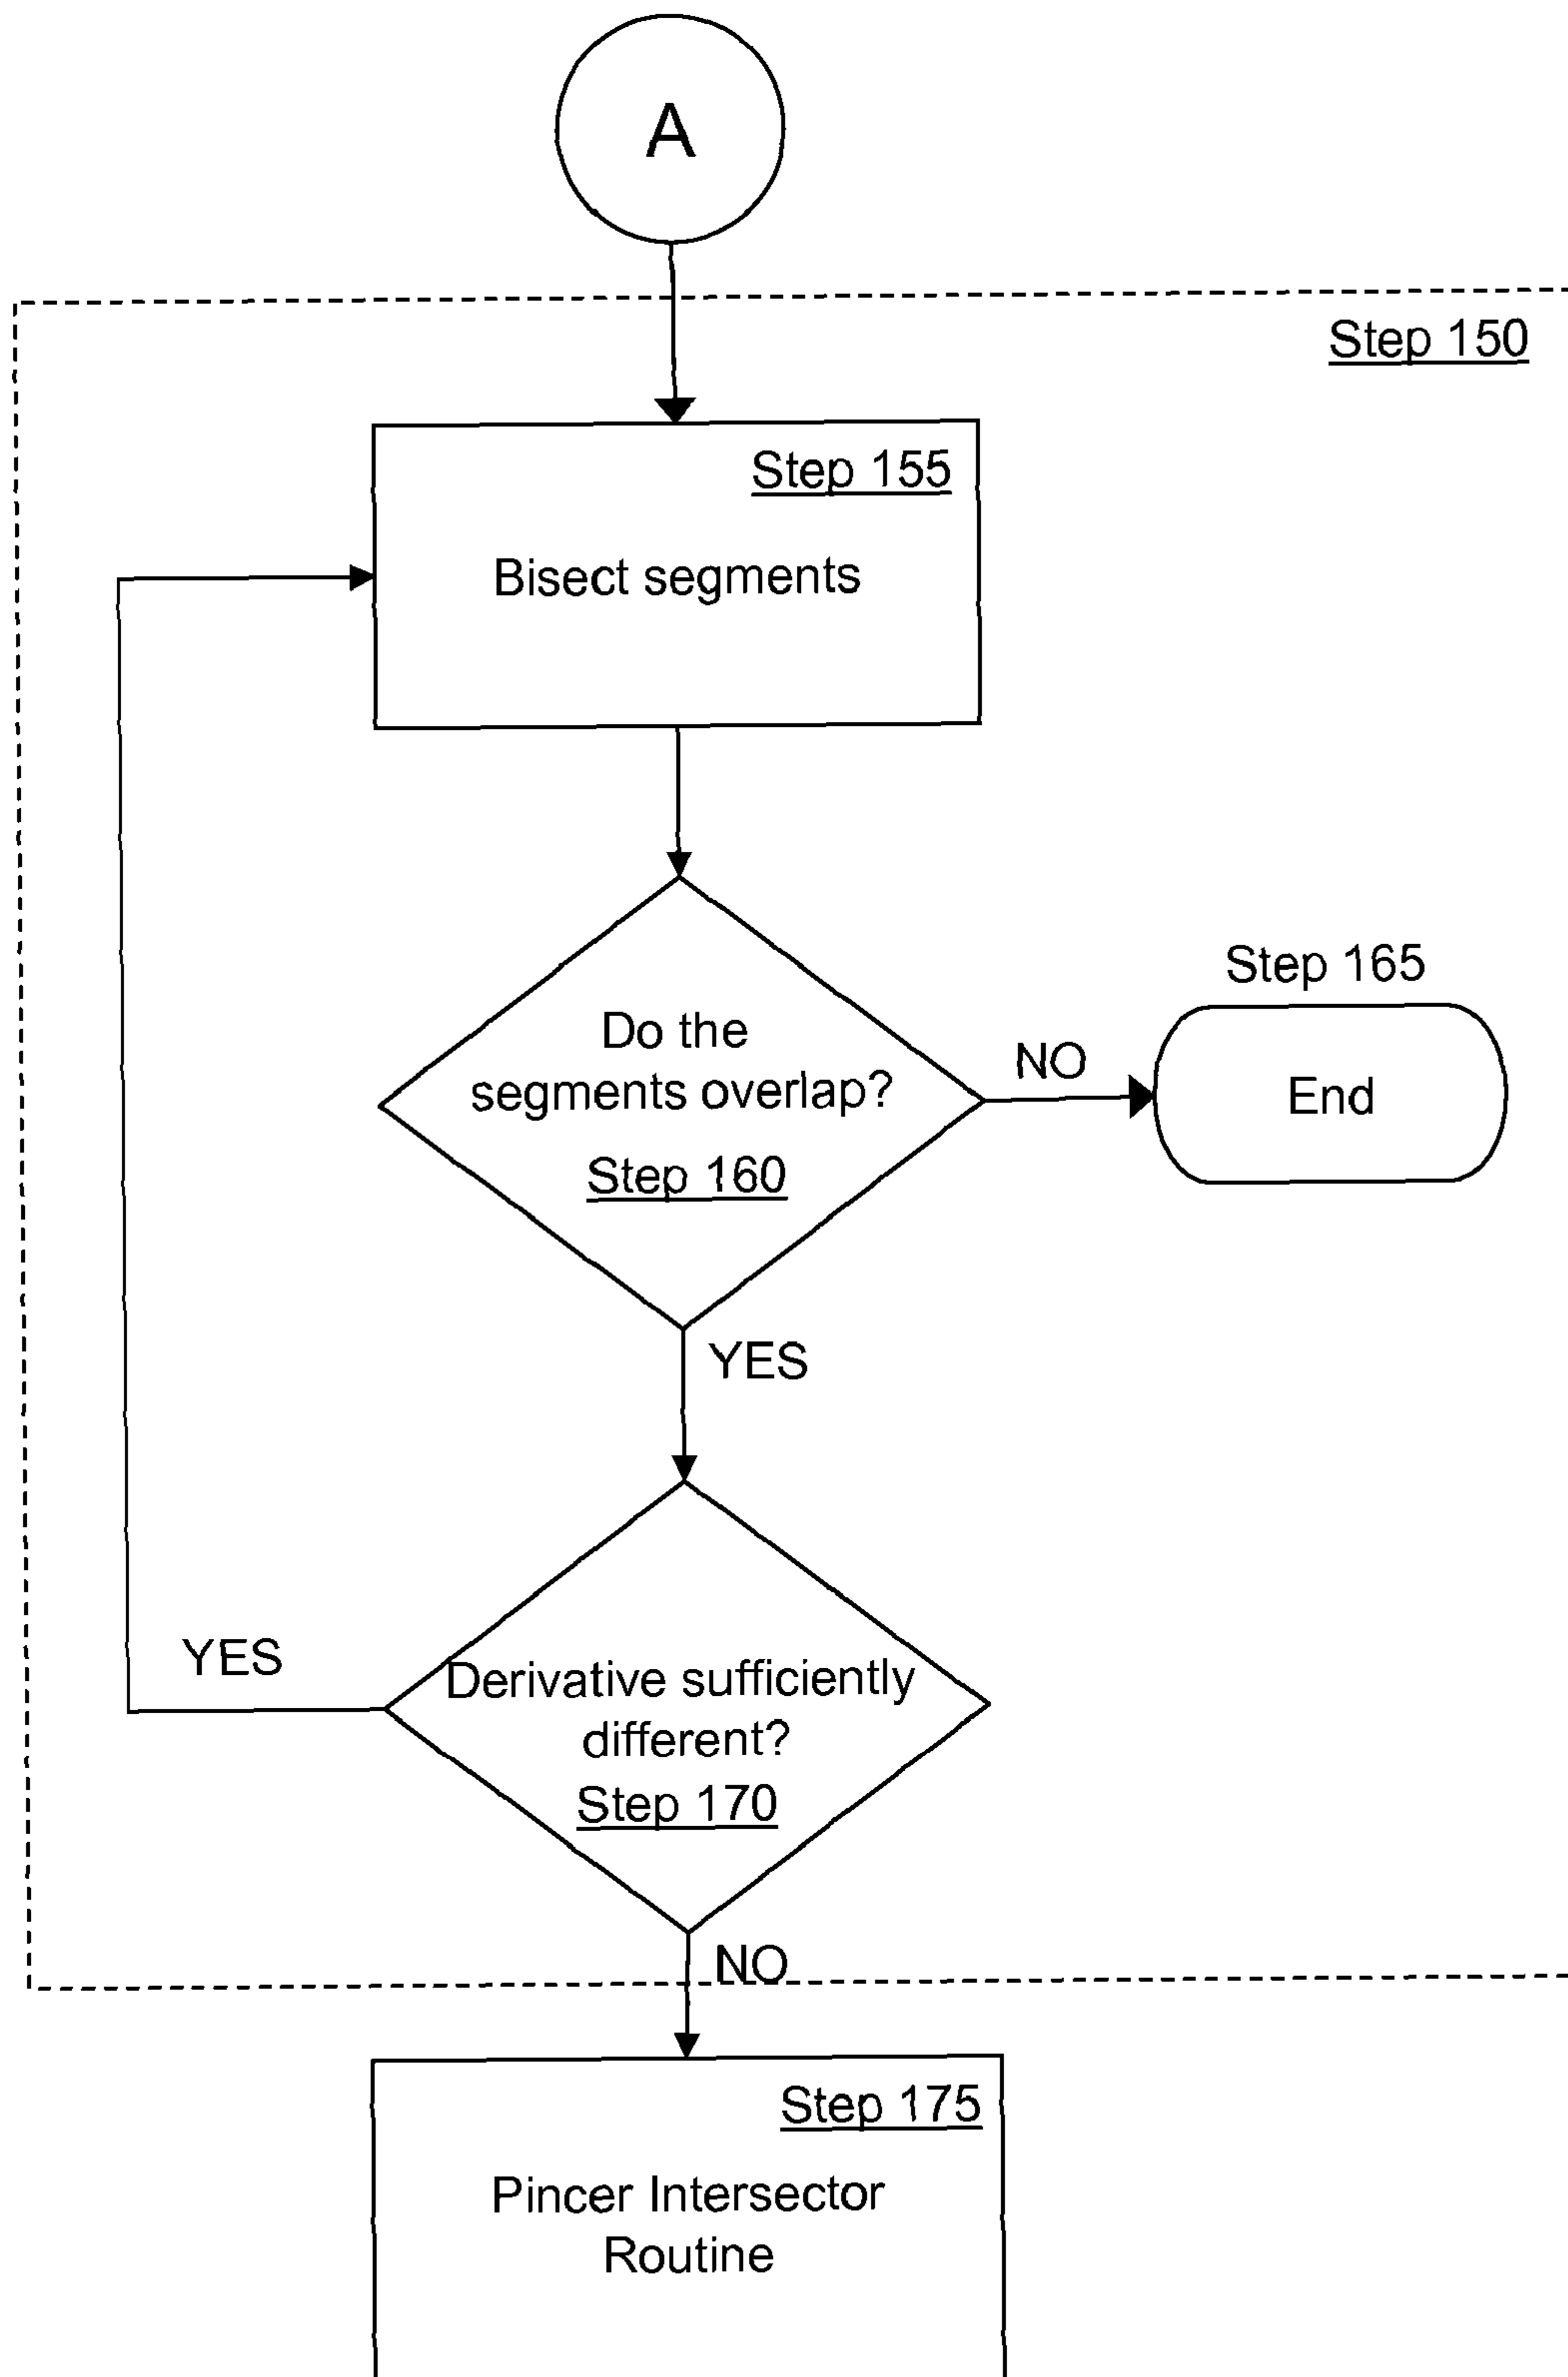 A
Step 150
Step 155
Bisect segments
Do the
segments overlap?
Step 160
NO
Step 165
End
YES
YES
Derivative sufficiently
different?
Step 170
NO
Step 175
Pincer Intersector
Routine